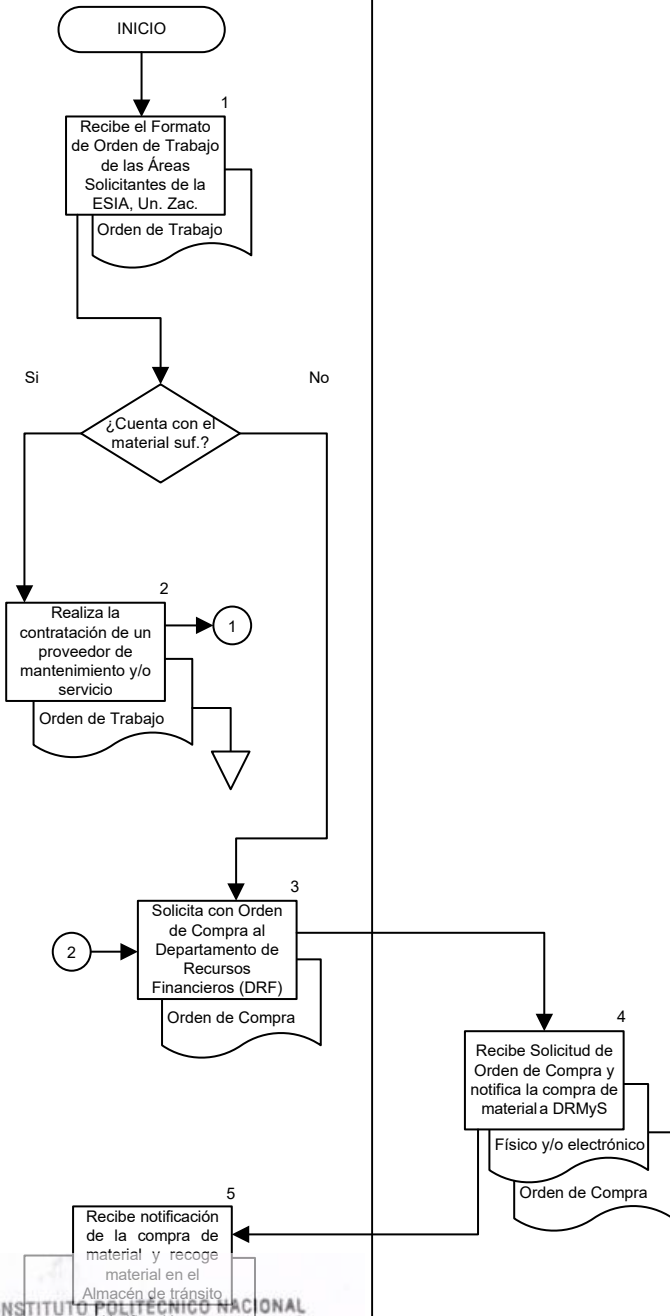 INICIO
1
Recibe el Formato
de Orden de Trabajo
de las Áreas
Solicitantes de la
ESIA, Un. Zac.
Orden de Trabajo
Si
No
¿Cuenta con el
material suf.?
2
Realiza la
contratación de un
proveedor de
mantenimiento y/o
servicio
1
Orden de Trabajo
3
Solicita con Orden
de Compra al
Departamento de
Recursos
Financieros (DRF)
2
Orden de Compra
4
Recibe Solicitud de
Orden de Compra y
notifica la compra de
material a DRMyS
Físico y/o electrónico
Orden de Compra
5
Recibe notificación
de la compra de
material y recoge
material en el
Almacén de tránsito
NSTITUTO POLITÉCNICO NACIONAL